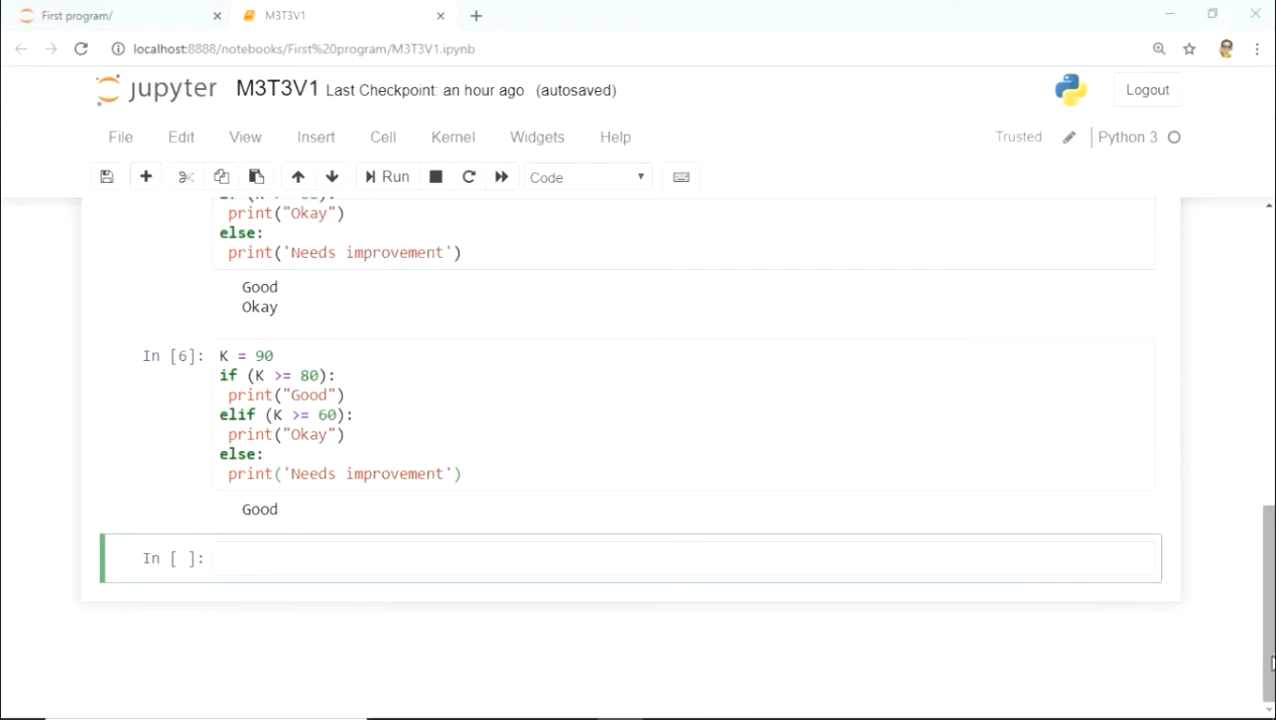 First program/
M3T3V1
localhost:8888/notebooks/First%20program/M3T3V1.ipynb
jupyter M3T3V1 Last Checkpoint: an hour ago (autosaved)
Logout
File Edit View Insert Cell Kernel Widgets Help
Trusted Python 3
Run Code
print("Okay")
else:
print('Needs improvement')
Good
Okay
In [6]: K = 90
if (K >= 80):
print("Good")
elif (K >= 60):
print("Okay")
else:
print('Needs improvement')
Good
In [ ]: